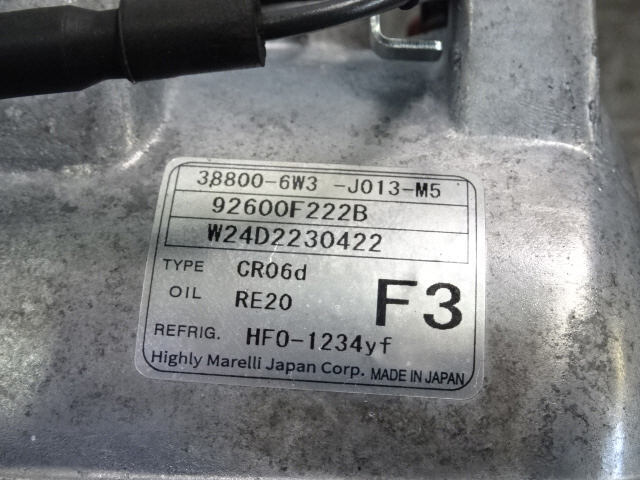 38800-6W3 -J013-M5
92600F222B
W24D2230422
TYPE CR06d
OIL RE20
F3
REFRIG. HFO-1234yf
Highly Marelli Japan Corp. MADE IN JAPAN